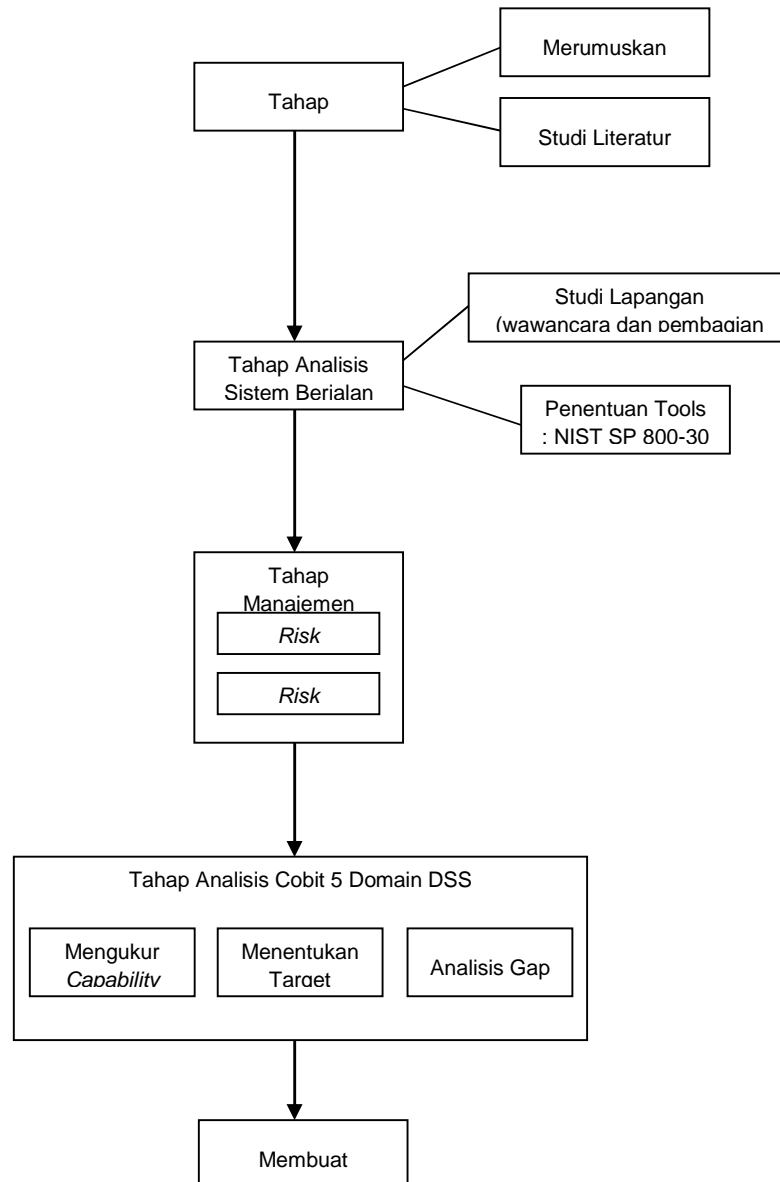 Merumuskan
Tahap
Studi Literatur
Studi Lapangan
(wawancara dan pembagian
Tahap Analisis
Sistem Berjalan
Penentuan Tools
: NIST SP 800-30
Tahap
Manajemen
Risk
Risk
Tahap Analisis Cobit 5 Domain DSS
Mengukur
Capability
Menentukan
Target
Analisis Gap
Membuat